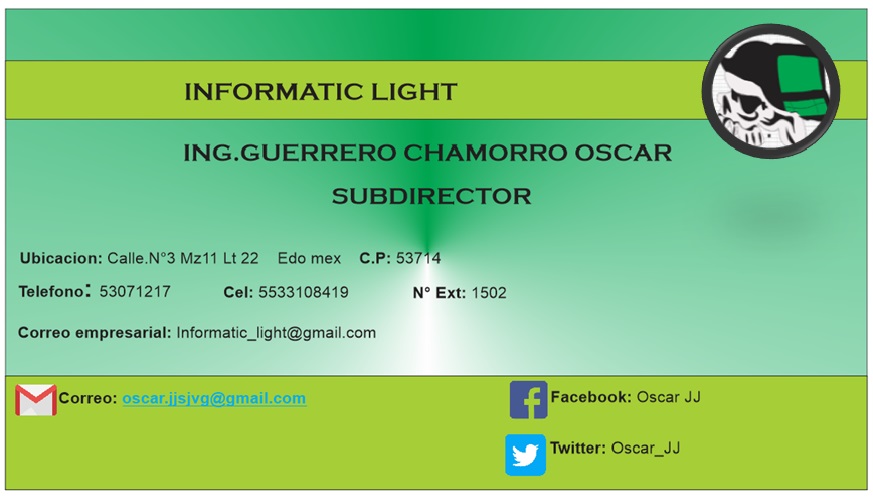 INFORMATIC LIGHT
ING.GUERRERO CHAMORRO OSCAR
SUBDIRECTOR
Ubicacion: Calle.N°3 Mz11 Lt 22 Edo mex C.P: 53714
Telefono: 53071217 Cel: 5533108419 N° Ext: 1502
Correo empresarial: Informatic_light@gmail.com
Correo: oscar.jjsjvg@gmail.com
Facebook: Oscar JJ
Twitter: Oscar_JJ